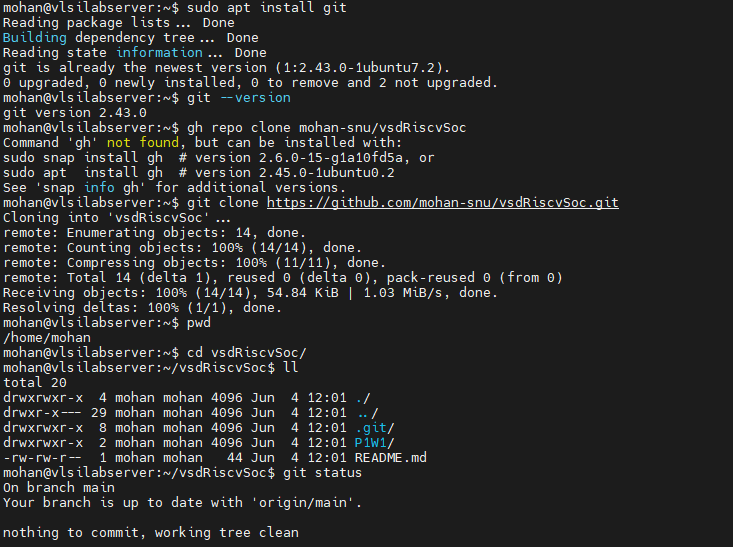 mohan@vlsilabserver:~$ sudo apt install git
Reading package lists... Done
Building dependency tree... Done
Reading state information... Done
git is already the newest version (1:2.43.0-1ubuntu7.2).
0 upgraded, 0 newly installed, 0 to remove and 2 not upgraded.
mohan@vlsilabserver:~$ git --version
git version 2.43.0
mohan@vlsilabserver:~$ gh repo clone mohan-snu/vsdRiscvSoc
Command 'gh' not found, but can be installed with:
sudo snap install gh  # version 2.6.0-15-g1a10fd5a, or
sudo apt  install gh  # version 2.45.0-1ubuntu0.2
See 'snap info gh' for additional versions.
mohan@vlsilabserver:~$ git clone https://github.com/mohan-snu/vsdRiscvSoc.git
Cloning into 'vsdRiscvSoc'...
remote: Enumerating objects: 14, done.
remote: Counting objects: 100% (14/14), done.
remote: Compressing objects: 100% (11/11), done.
remote: Total 14 (delta 1), reused 0 (delta 0), pack-reused 0 (from 0)
Receiving objects: 100% (14/14), 54.84 KiB | 1.03 MiB/s, done.
Resolving deltas: 100% (1/1), done.
mohan@vlsilabserver:~$ pwd
/home/mohan
mohan@vlsilabserver:~$ cd vsdRiscvSoc/
mohan@vlsilabserver:~/vsdRiscvSoc$ ll
total 20
drwxrwxr-x  4 mohan mohan 4096 Jun  4 12:01 ./
drwxr-x--- 29 mohan mohan 4096 Jun  4 12:01 ../
drwxrwxr-x  8 mohan mohan 4096 Jun  4 12:01 .git/
drwxrwxr-x  2 mohan mohan 4096 Jun  4 12:01 P1W1/
-rw-rw-r--  1 mohan mohan   44 Jun  4 12:01 README.md
mohan@vlsilabserver:~/vsdRiscvSoc$ git status
On branch main
Your branch is up to date with 'origin/main'.

nothing to commit, working tree clean